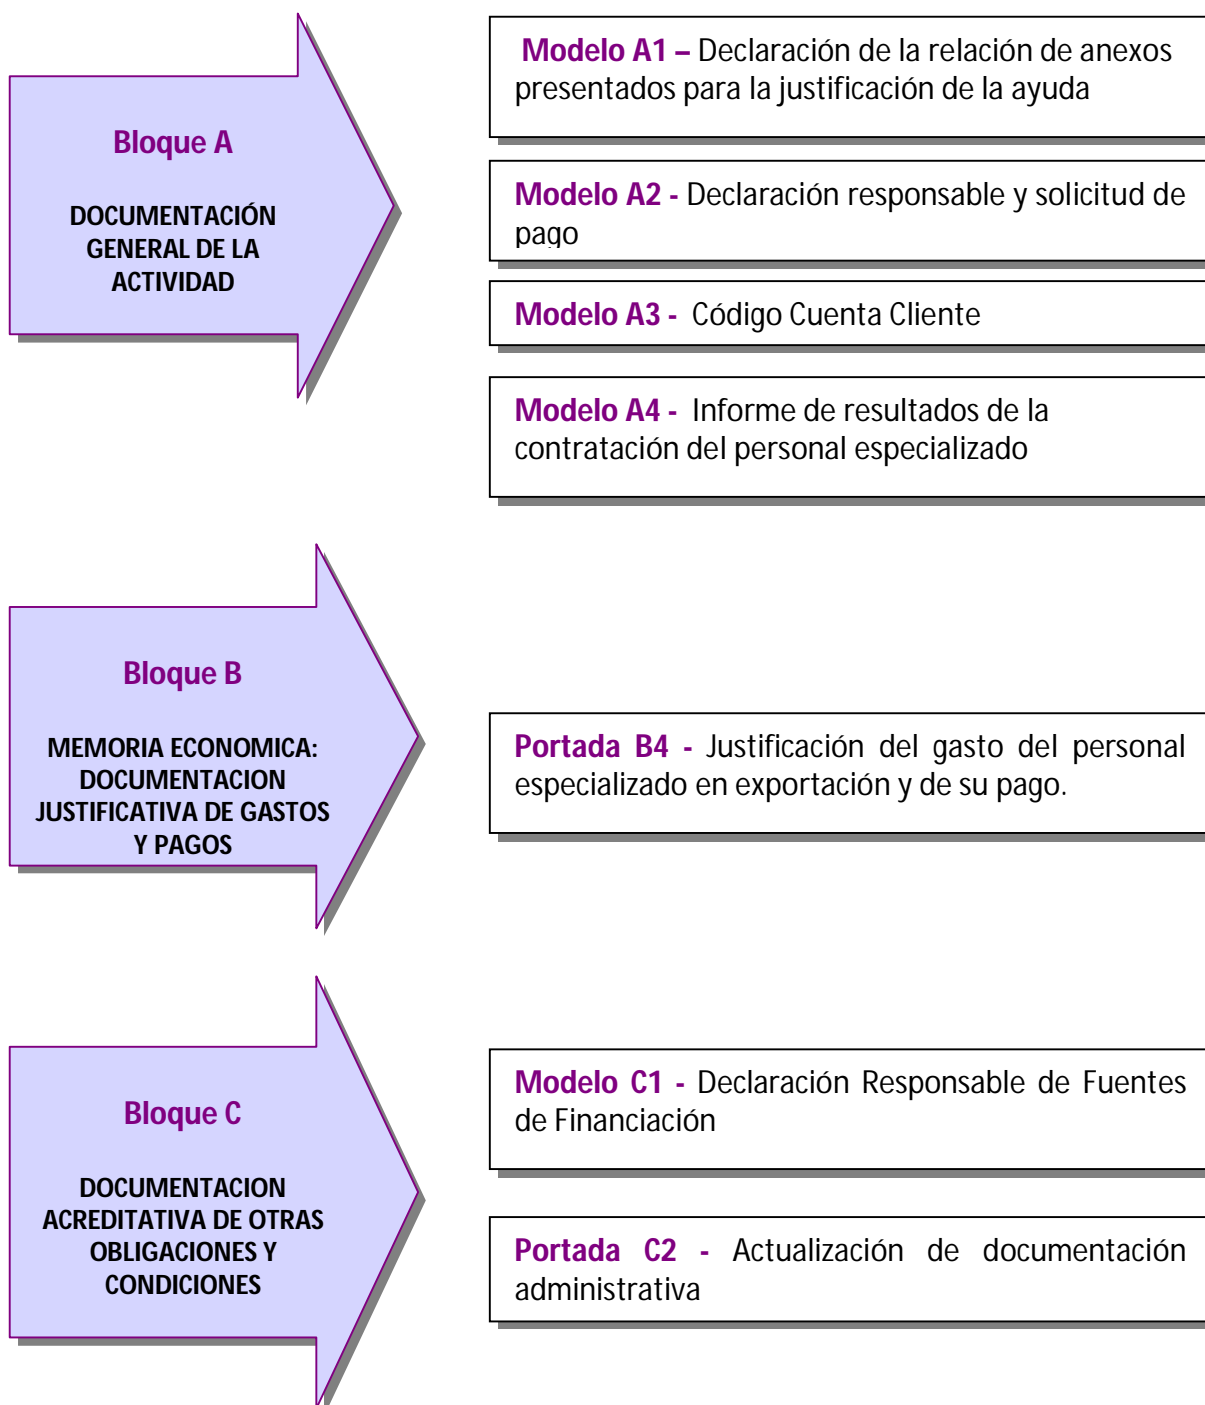 Bloque A
DOCUMENTACIÓN
GENERAL DE LA
ACTIVIDAD
Modelo A1 – Declaración de la relación de anexos
presentados para la justificación de la ayuda
Modelo A2 - Declaración responsable y solicitud de
pago
Modelo A3 - Código Cuenta Cliente
Modelo A4 - Informe de resultados de la
contratación del personal especializado
Bloque B
MEMORIA ECONOMICA:
DOCUMENTACION
JUSTIFICATIVA DE GASTOS
Y PAGOS
Portada B4 - Justificación del gasto del personal
especializado en exportación y de su pago.
Bloque C
DOCUMENTACION
ACREDITATIVA DE OTRAS
OBLIGACIONES Y
CONDICIONES
Modelo C1 - Declaración Responsable de Fuentes
de Financiación
Portada C2 - Actualización de documentación
administrativa